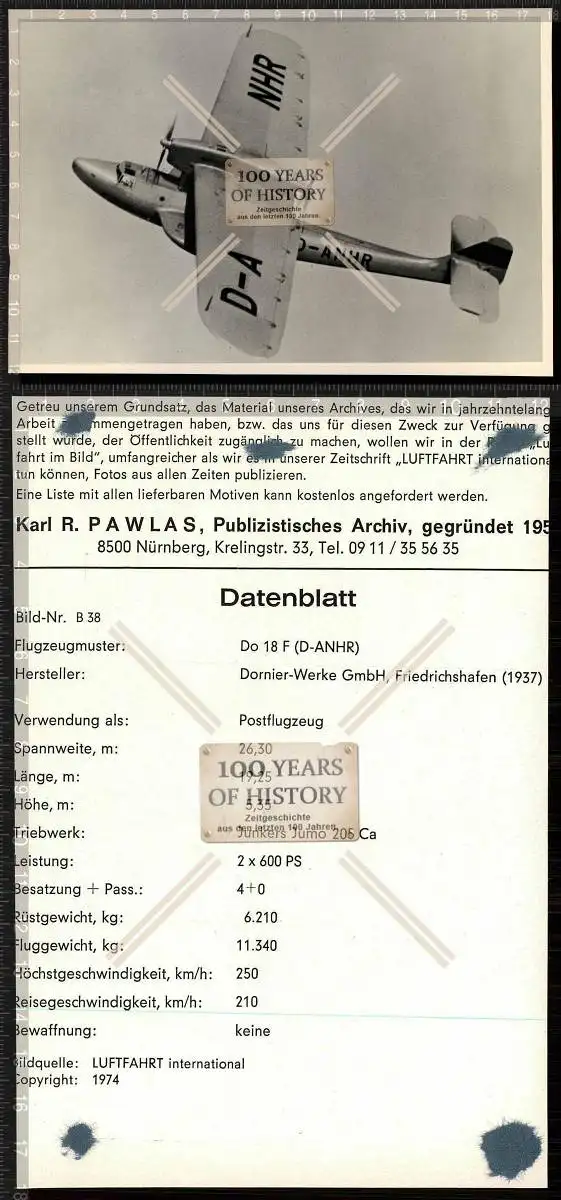 NHR
D-A
D-ANHR
100 YEARS
OF HISTORY
Zeitgeschichte
aus den letzten 100 Jahren
Getreu unserem Grundsatz, das Material unseres Archives, das wir in jahrzehntelang
Arbeit mmengetragen haben, bzw. das uns für diesen Zweck zur Verfügung g
stellt wurde, der Öffentlichkeit zugänglich zu machen, wollen wir in der „Lu
fahrt im Bild“, umfangreicher als wir es in unserer Zeitschrift „LUFTFAHRT internationa
tun können, Fotos aus allen Zeiten publizieren.
Eine Liste mit allen lieferbaren Motiven kann kostenlos angefordert werden.
Karl R. PAWLAS, Publizistisches Archiv, gegründet 195
8500 Nürnberg, Krelingstr. 33, Tel. 09 11 / 35 56 35
Datenblatt
Bild-Nr. B 38
Flugzeugmuster: Do 18 F (D-ANHR)
Hersteller: Dornier-Werke GmbH, Friedrichshafen (1937)
Verwendung als: Postflugzeug
Spannweite, m: 26,30
Länge, m: 19,25
Höhe, m: 5,35
100 YEARS
OF HISTORY
Zeitgeschichte
aus den letzten 100 Jahren
Triebwerk: Junkers Jumo 205 Ca
Leistung: 2 x 600 PS
Besatzung + Pass.: 4+0
Rüstgewicht, kg: 6.210
Fluggewicht, kg: 11.340
Höchstgeschwindigkeit, km/h: 250
Reisegeschwindigkeit, km/h: 210
Bewaffnung: keine
Bildquelle: LUFTFAHRT international
Copyright: 1974